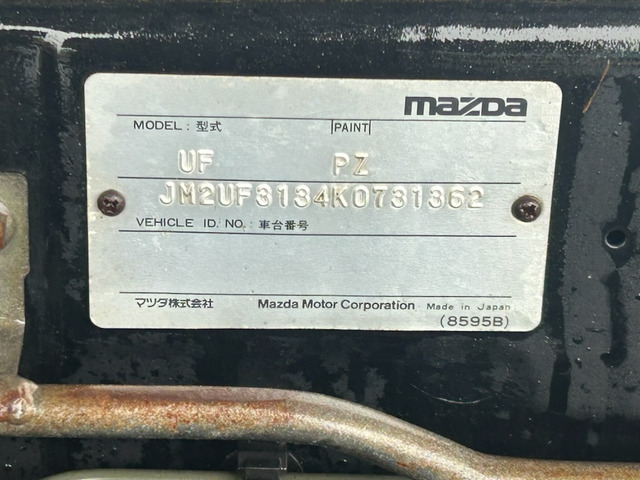 mazda
MODEL : 型式 |PAINT|
UF PZ
JM2UF3134K0731362
VEHICLE ID. NO. : 車台番号
マツダ株式会社 Mazda Motor Corporation Made in Japan
(8595B)